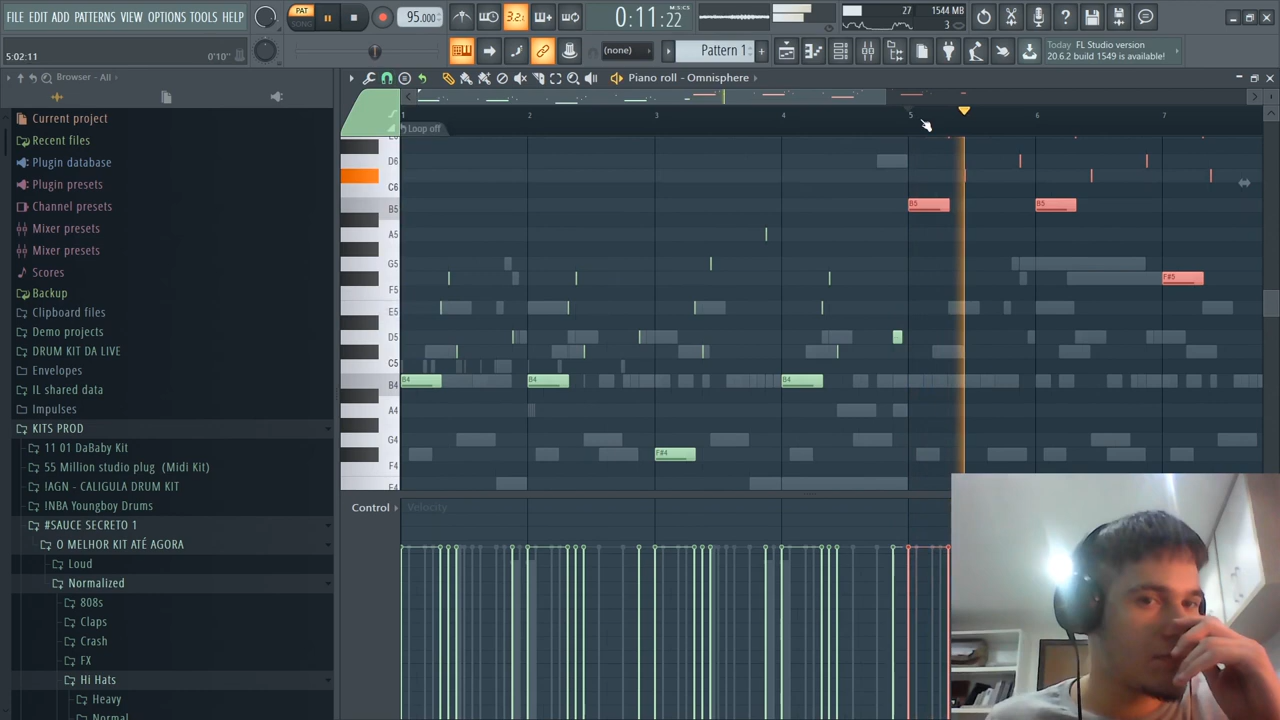 FILE EDIT ADD PATTERNS VIEW OPTIONS TOOLS HELP
PAT
SONG
95.000
3.2
0:11:22
M:S:CS
27
1544 MB
3
5:02:11
0'10"
(none)
Pattern 1
Today FL Studio version
20.6.2 build 1549 is available!
Browser - All
Piano roll - Omnisphere
Current project
Recent files
Plugin database
Plugin presets
Channel presets
Mixer presets
Mixer presets
Scores
Backup
Clipboard files
Demo projects
DRUM KIT DA LIVE
Envelopes
IL shared data
Impulses
KITS PROD
11 01 DaBaby Kit
55 Million studio plug (Midi Kit)
!AGN - CALIGULA DRUM KIT
!NBA Youngboy Drums
#SAUCE SECRETO 1
O MELHOR KIT ATÉ AGORA
Loud
Normalized
808s
Claps
Crash
FX
Hi Hats
Heavy
Normal
1 2 3 4 5 6 7
Loop off
D6
C6
B5
A5
G5
F5
E5
D5
C5
B4
A4
G4
F4
E4
B5
B5
F#5
B4
B4
B4
F#4
Control
Velocity